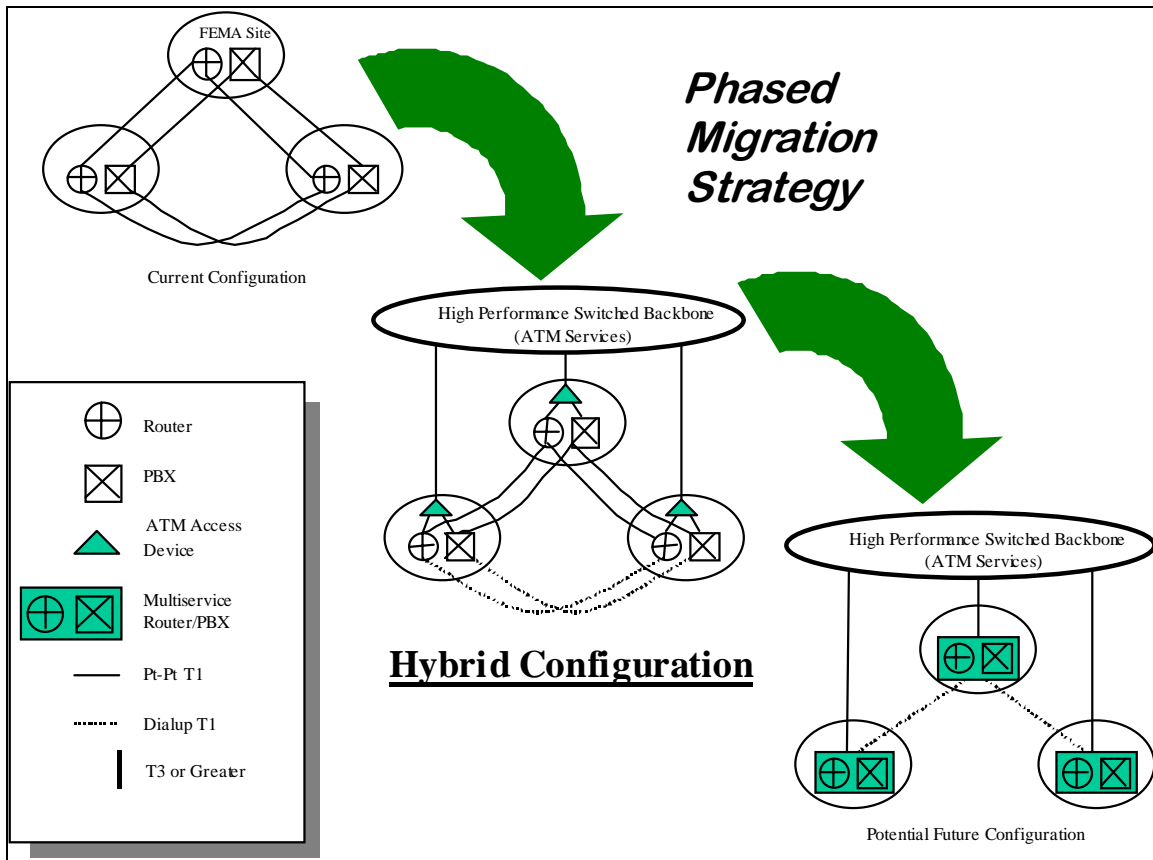 FEMA Site
Phased
Migration
Strategy
Current Configuration
High Performance Switched Backbone
(ATM Services)
Router
PBX
ATM Access
Device
Multiservice
Router/PBX
Pt-Pt T1
Dialup T1
T3 or Greater
Hybrid Configuration
High Performance Switched Backbone
(ATM Services)
Potential Future Configuration